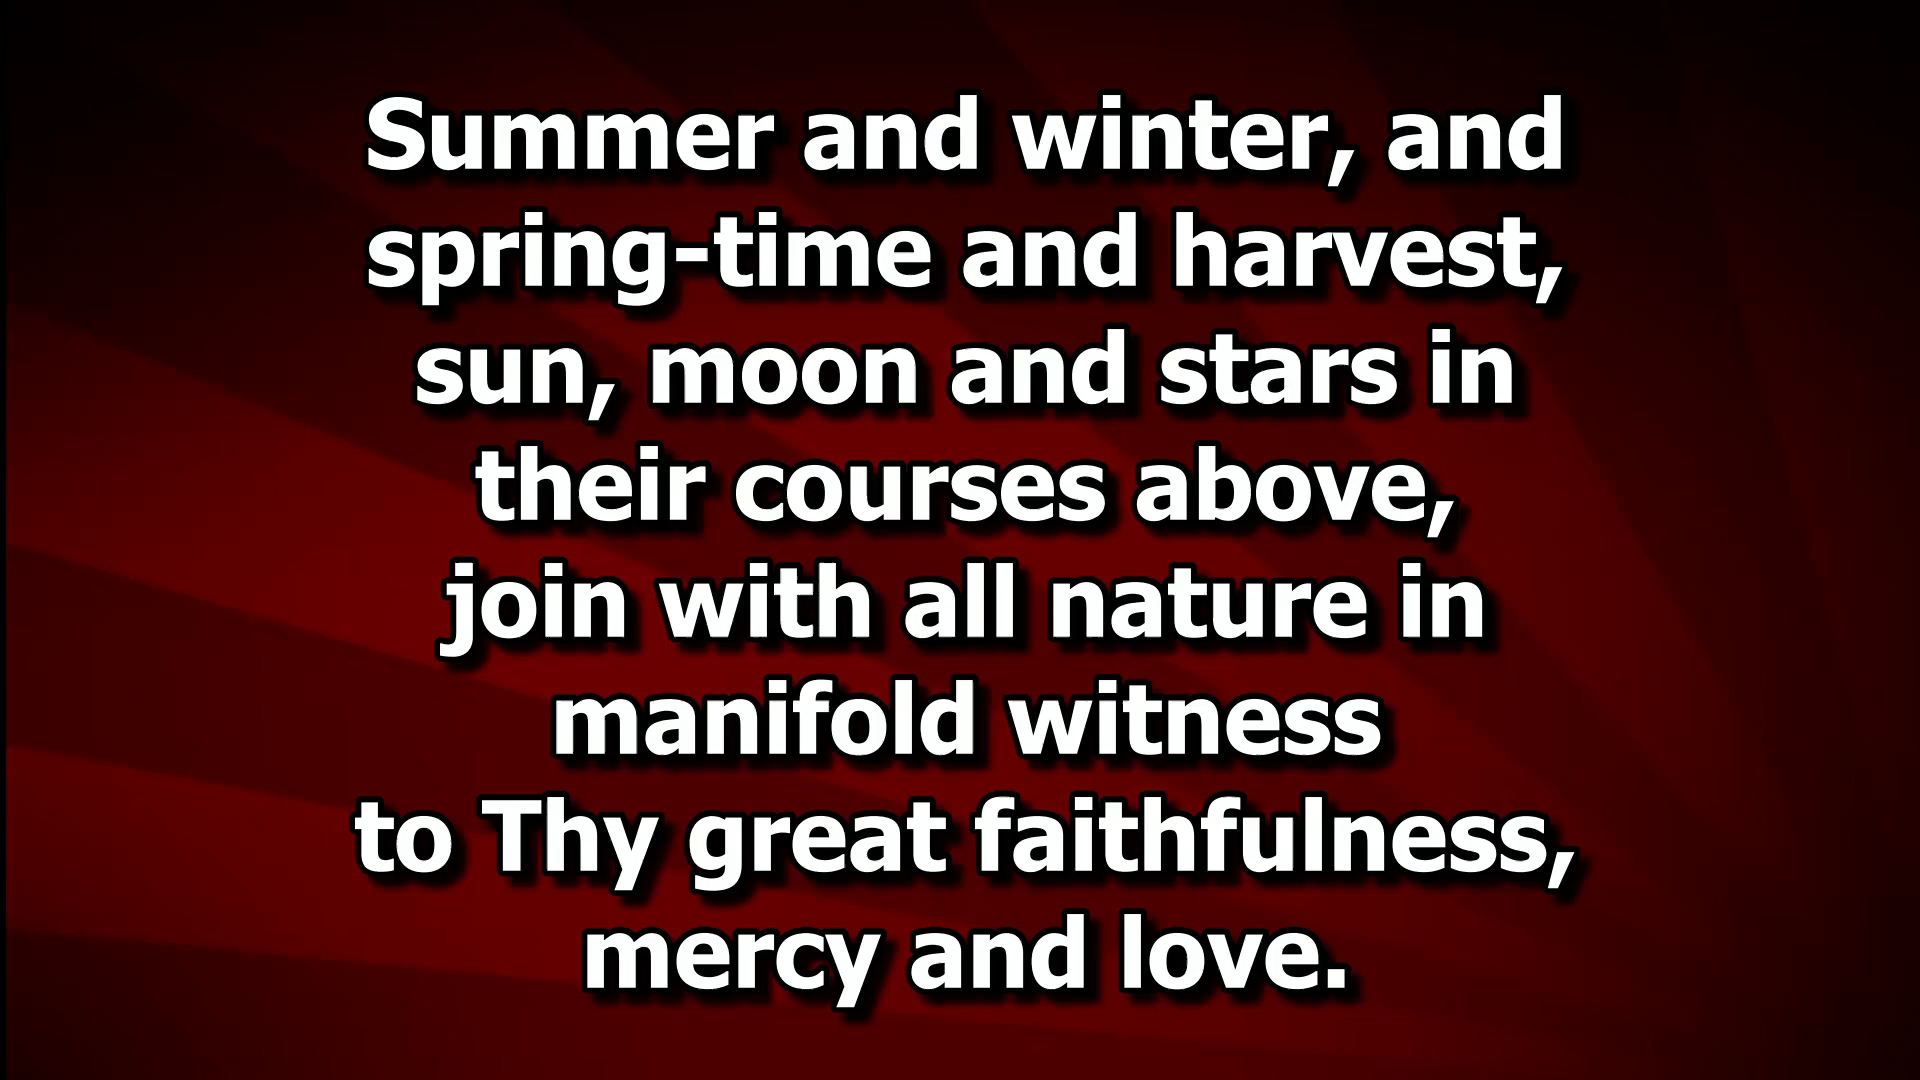 Summer and winter, and
spring-time and harvest,
sun, moon and stars in
their courses above,
join with all nature in
manifold witness
to Thy great faithfulness,
mercy and love.